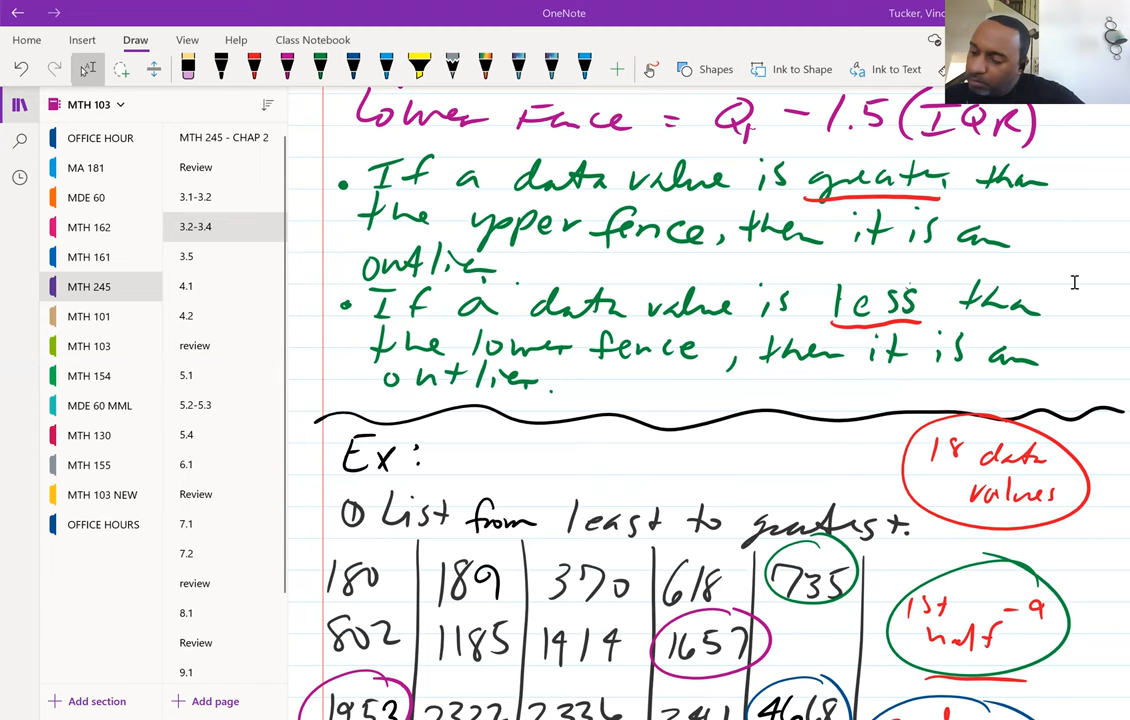 OneNote
Tucker, Vinc
Home Insert Draw View Help Class Notebook
Shapes Ink to Shape Ink to Text
MTH 103
OFFICE HOUR
MA 181
MDE 60
MTH 162
MTH 161
MTH 245
MTH 101
MTH 103
MTH 154
MDE 60 MML
MTH 130
MTH 155
MTH 103 NEW
OFFICE HOURS
Add section
MTH 245 - CHAP 2
Review
3.1-3.2
3.2-3.4
3.5
4.1
4.2
review
5.1
5.2-5.3
5.4
6.1
Review
7.1
7.2
review
8.1
Review
9.1
Add page
Lower Fence = Q1 - 1.5 (IQR)
• If a data value is greater than
the upper fence, then it is an
outlier
• If a data value is less than
the lower fence, then it is an
outlier.
Ex:
18 data
values
① List from least to greatest.
180 189 370 618 735
802 1185 1414 1657
1st - 9
half
1953 2322 2336 4668